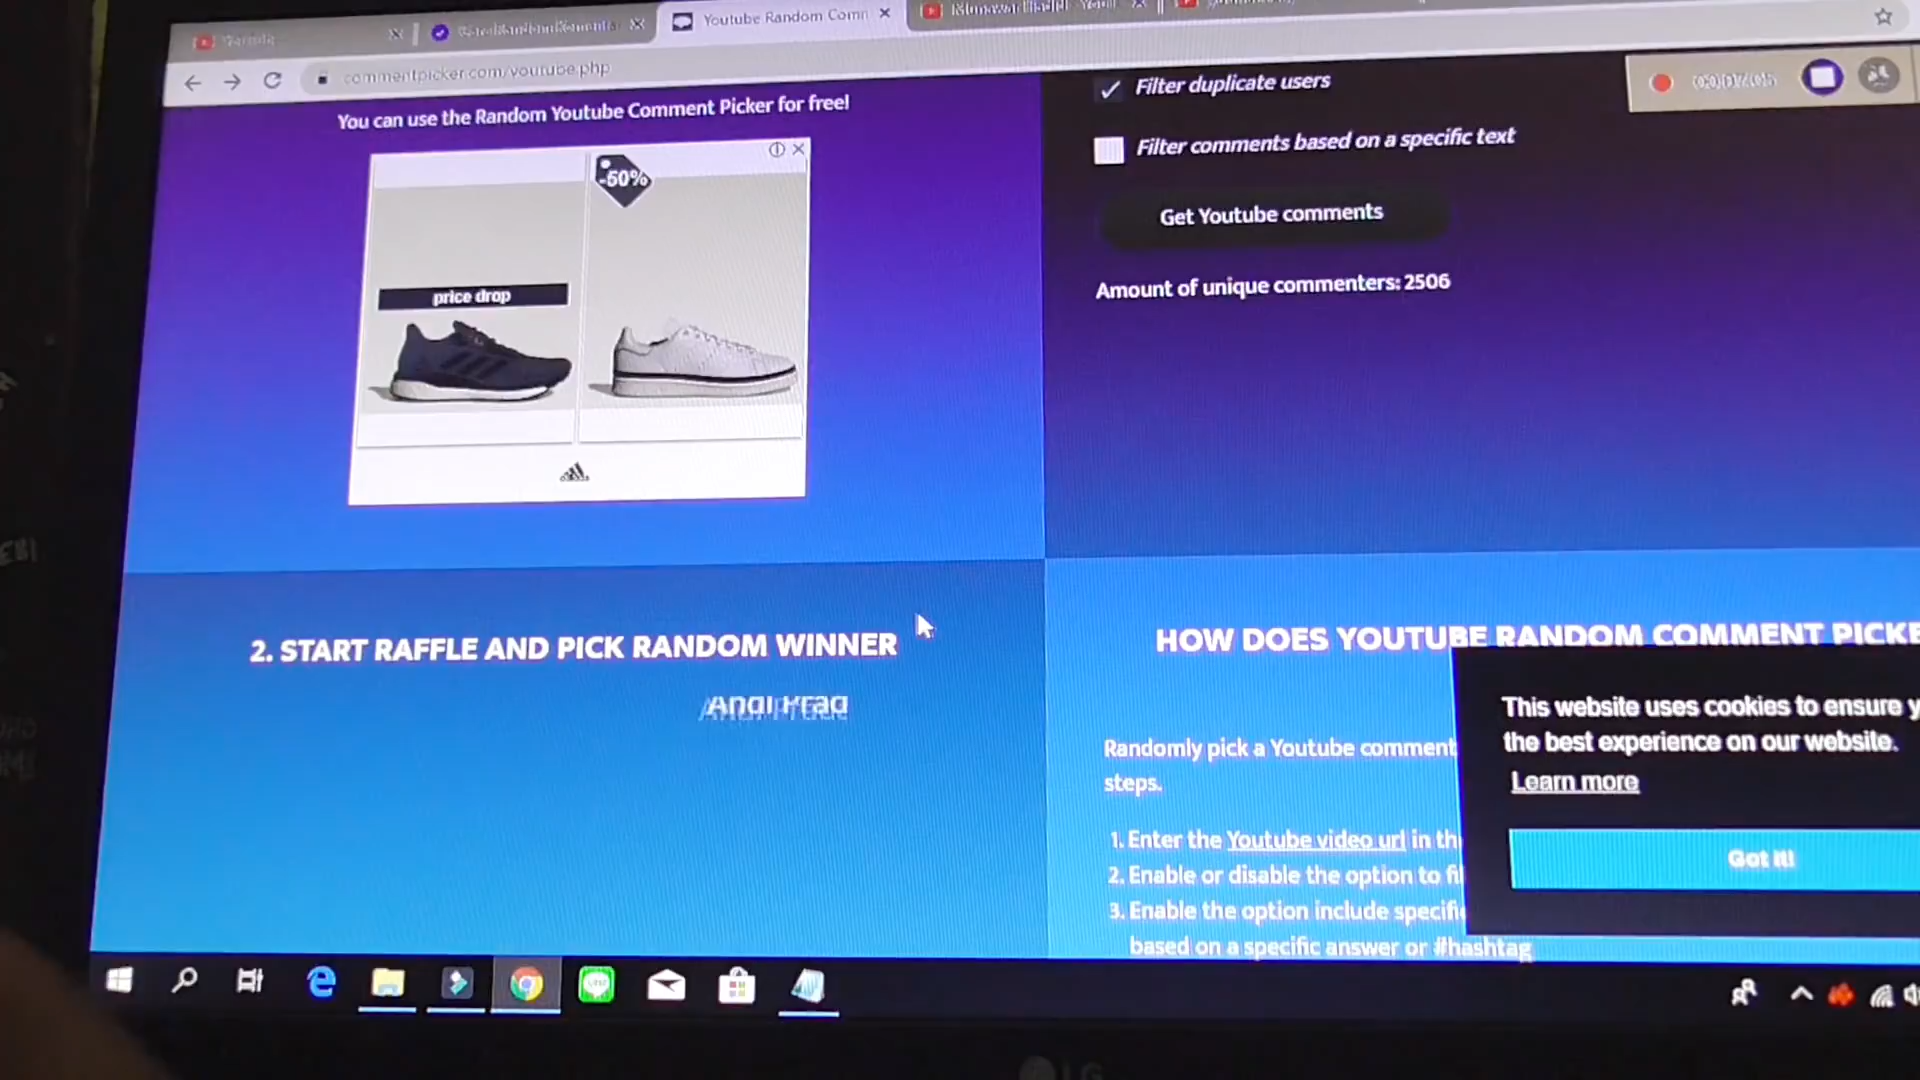 Youtube Random Com
commentpicker.com/youtube.php
You can use the Random Youtube Comment Picker for free!
-50%
price drop
Filter duplicate users
Filter comments based on a specific text
Get Youtube comments
Amount of unique commenters: 2506
2. START RAFFLE AND PICK RANDOM WINNER
HOW DOES YOUTUBE RANDOM COMMENT PICKE
Randomly pick a Youtube comment
steps.
1. Enter the Youtube video url in th
2. Enable or disable the option to fi
3. Enable the option include specifi
based on a specific answer or #hashtag
This website uses cookies to ensure y
the best experience on our website.
Learn more
Got it!
LG